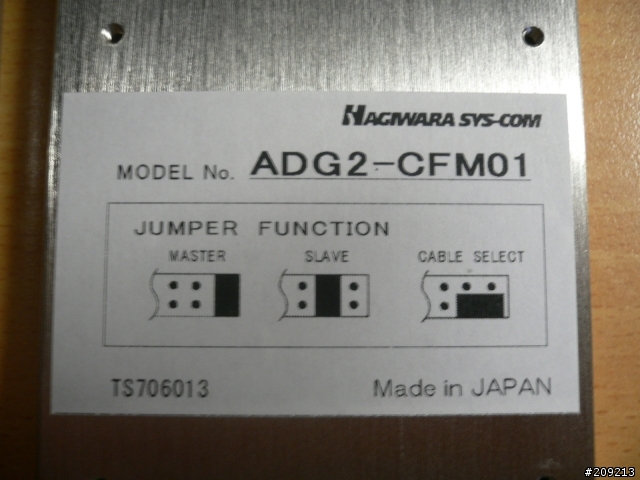 HAGIWARA SYS-COM
MODEL No. ADG2-CFM01
JUMPER FUNCTION
MASTER SLAVE CABLE SELECT
TS706013 Made in JAPAN
#209213